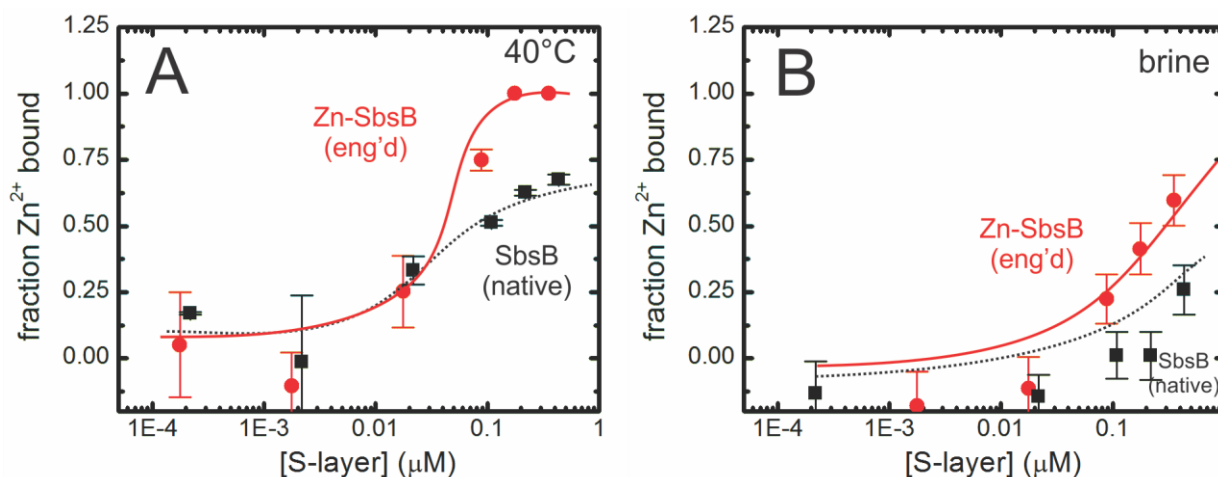 A
40°C
fraction Zn2+ bound
1.25
1.00
0.75
0.50
0.25
0.00
Zn-SbsB
(eng'd)
SbsB
(native)
1E-4 1E-3 0.01 0.1 1
[S-layer] (μM)
B
brine
fraction Zn2+ bound
1.25
1.00
0.75
0.50
0.25
0.00
Zn-SbsB
(eng'd)
SbsB
(native)
1E-4 1E-3 0.01 0.1
[S-layer] (μM)